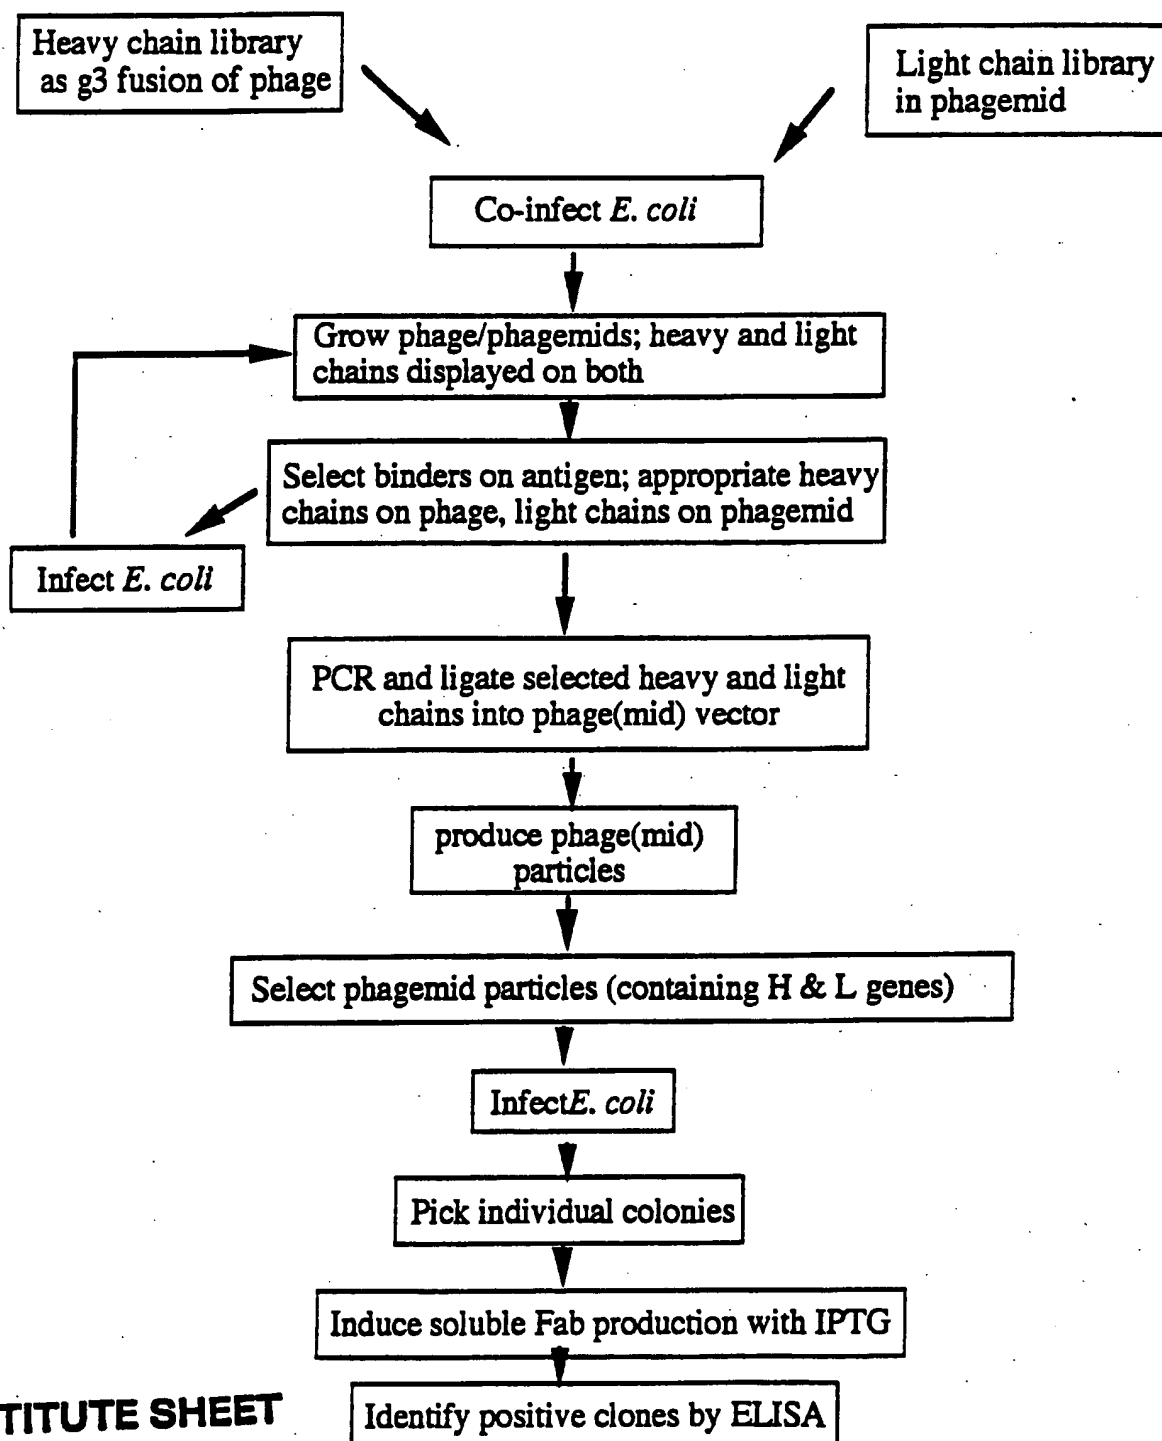 Heavy chain library
as g3 fusion of phage
Light chain library
in phagemid
Co-infect E. coli
Grow phage/phagemids; heavy and light
chains displayed on both
Select binders on antigen; appropriate heavy
chains on phage, light chains on phagemid
Infect E. coli
PCR and ligate selected heavy and light
chains into phage(mid) vector
produce phage(mid)
particles
Select phagemid particles (containing H & L genes)
InfectE. coli
Pick individual colonies
Induce soluble Fab production with IPTG
Identify positive clones by ELISA
TITUTE SHEET